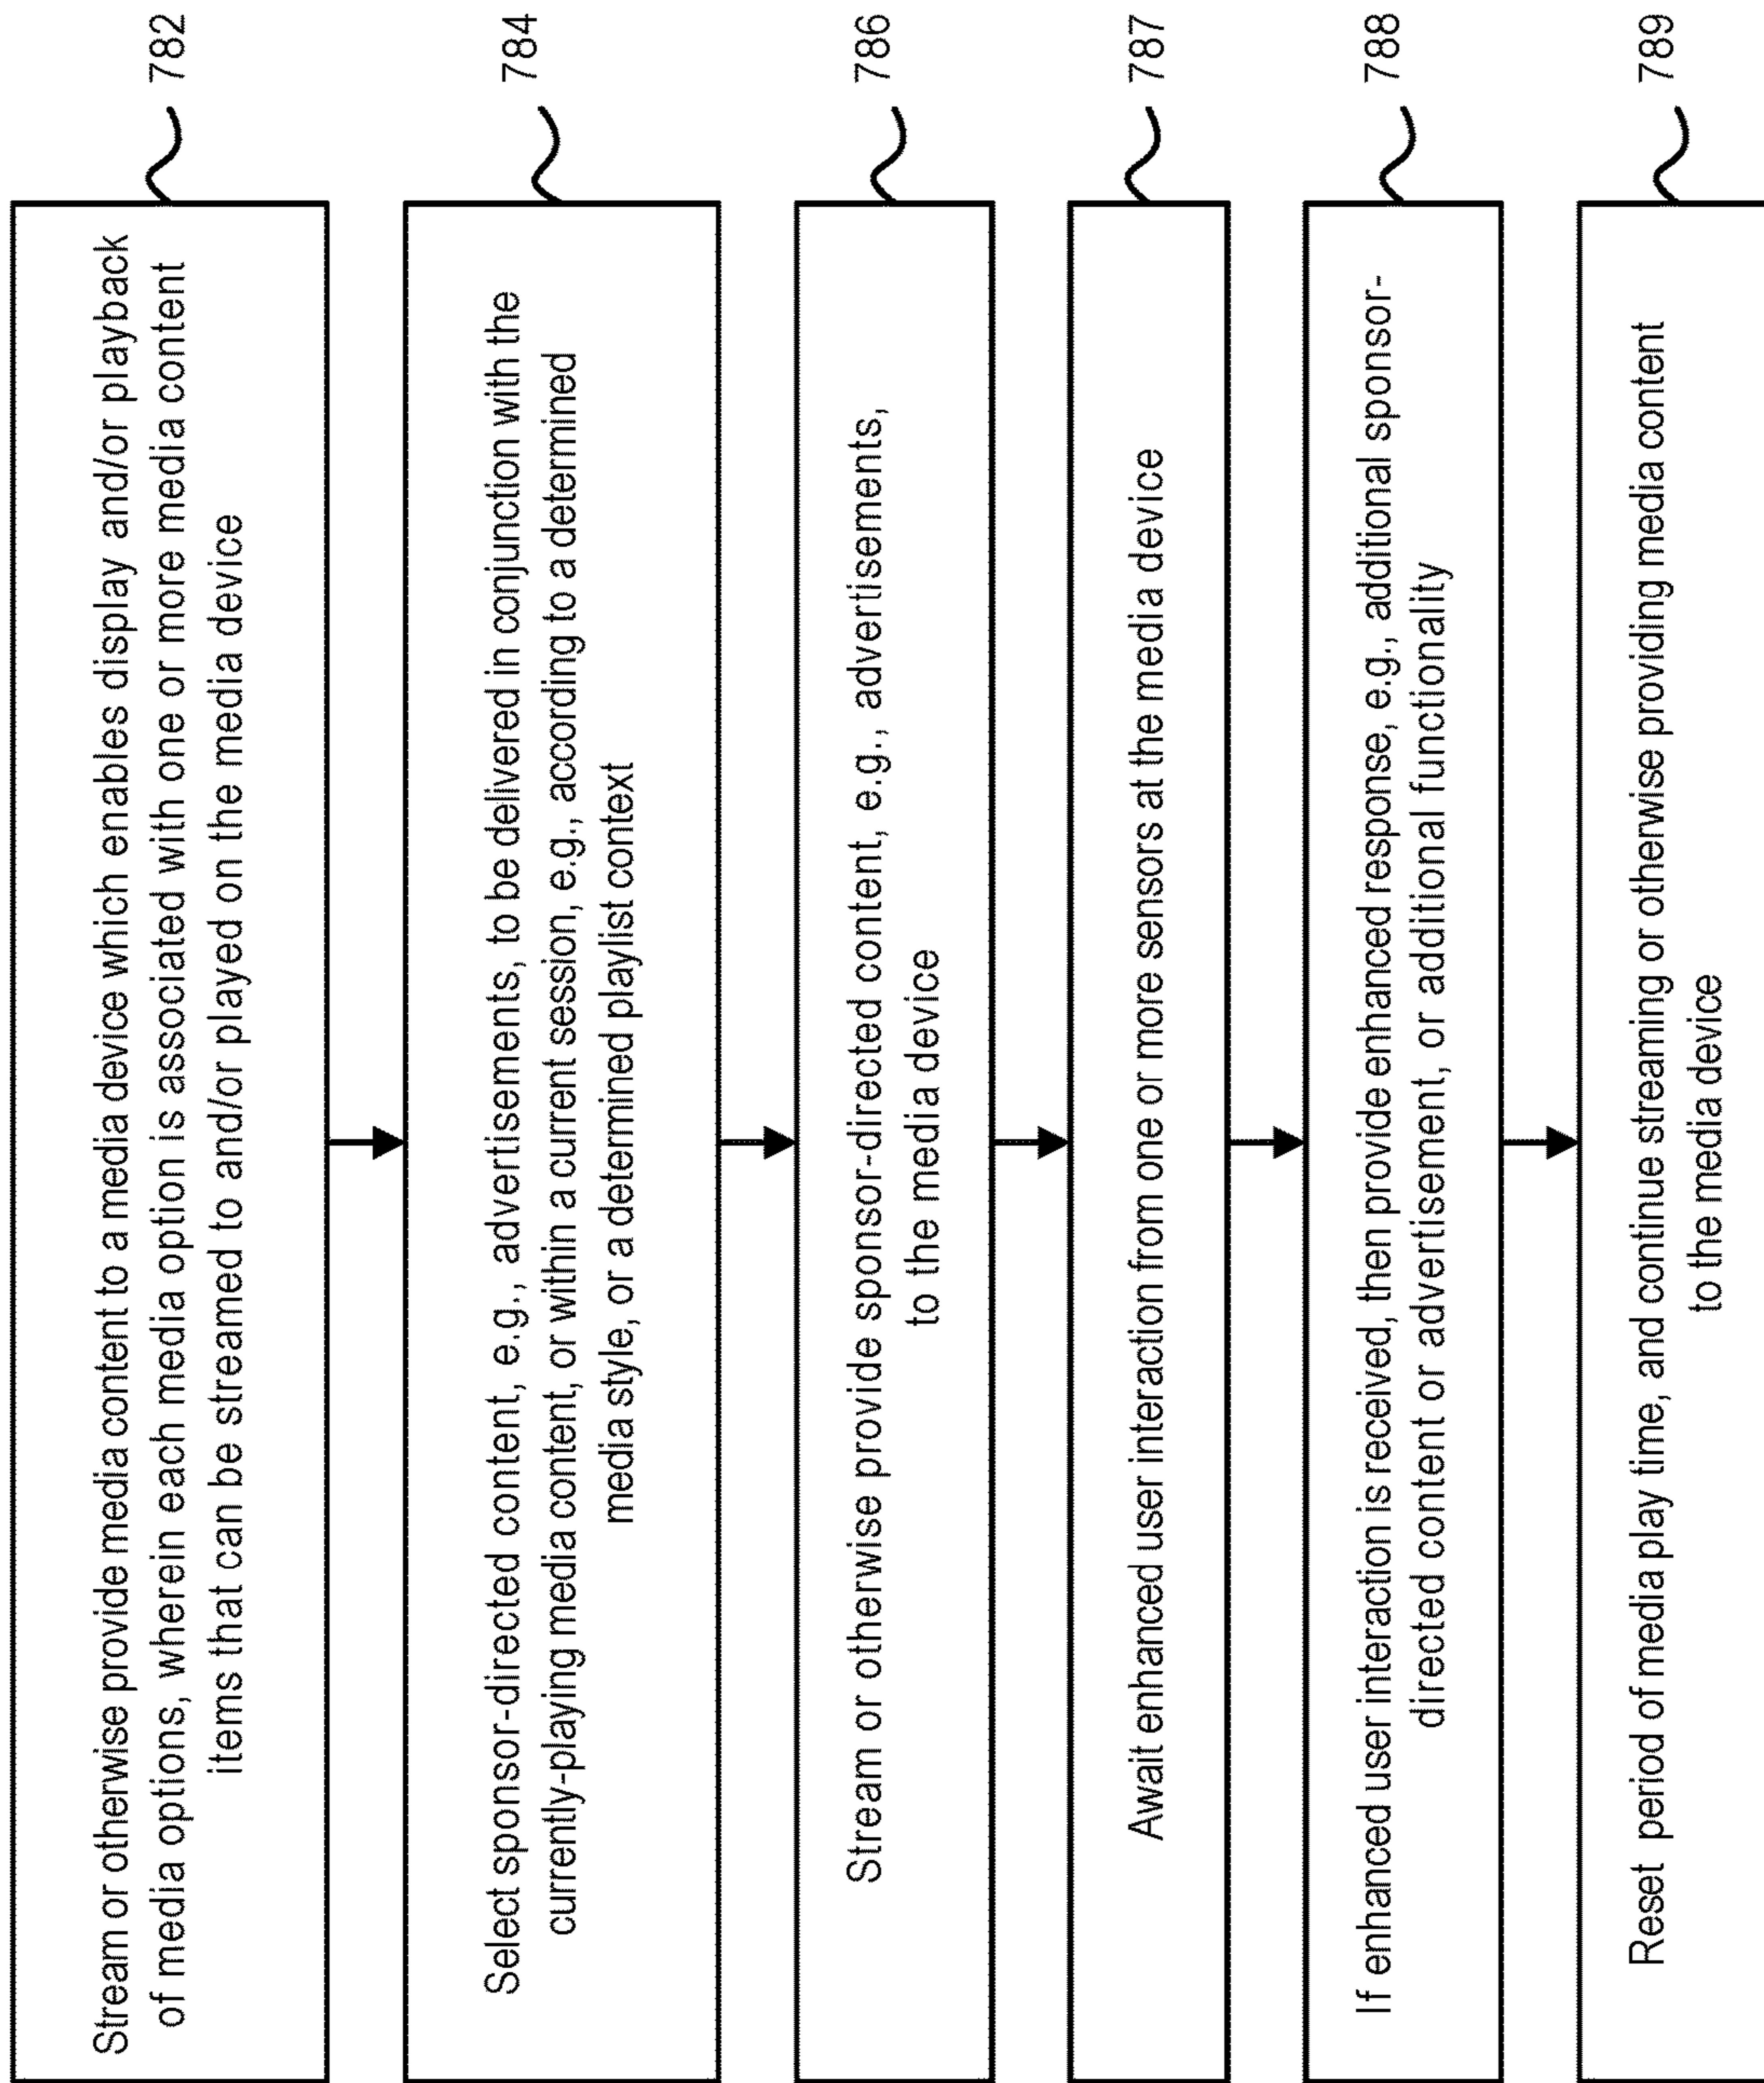 Stream or otherwise provide media content to a media device which enables display and/or playback
of media options, wherein each media option is associated with one or more media content
items that can be streamed to and/or played on the media device
782
Select sponsor-directed content, e.g., advertisements, to be delivered in conjunction with the
currently-playing media content, or within a current session, e.g., according to a determined
media style, or a determined playlist context
784
Stream or otherwise provide sponsor-directed content, e.g., advertisements,
to the media device
786
Await enhanced user interaction from one or more sensors at the media device
787
If enhanced user interaction is received, then provide enhanced response, e.g., additional sponsor-
directed content or advertisement, or additional functionality
788
Reset period of media play time, and continue streaming or otherwise providing media content
to the media device
789